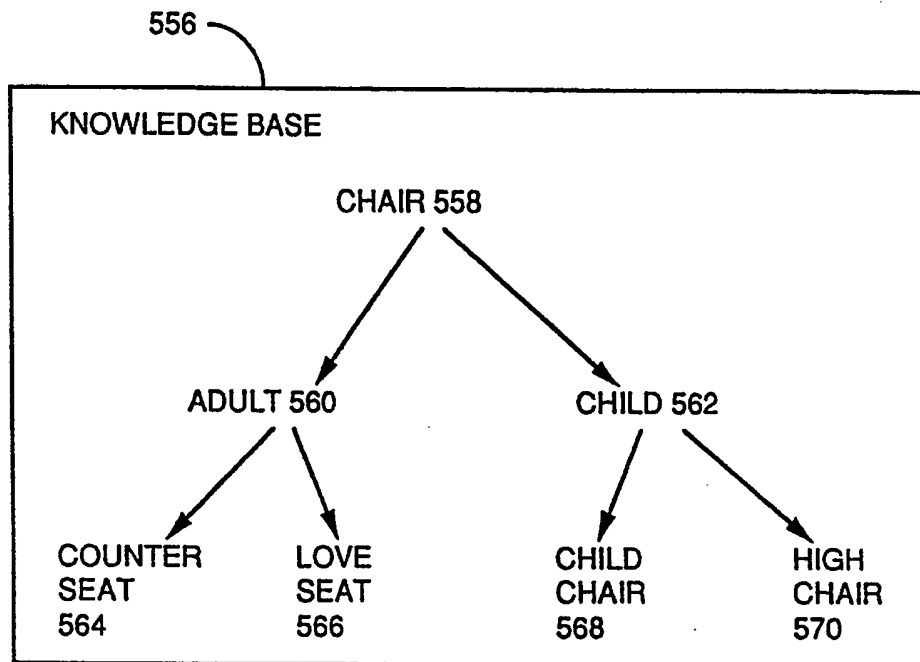 556
KNOWLEDGE BASE
CHAIR 558
ADULT 560
CHILD 562
COUNTER
SEAT
564
LOVE
SEAT
566
CHILD
CHAIR
568
HIGH
CHAIR
570